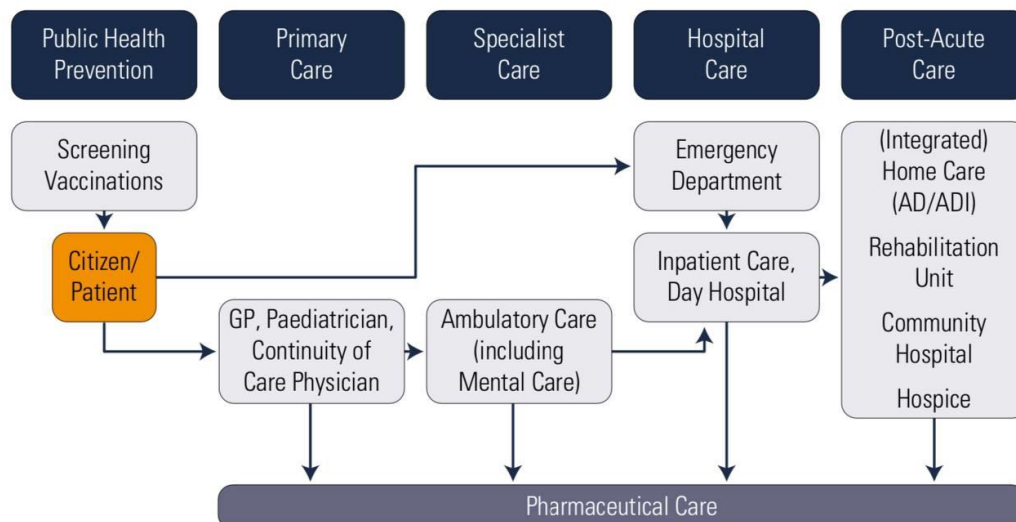 Public Health
Prevention
Primary
Care
Specialist
Care
Hospital
Care
Post-Acute
Care
Screening
Vaccinations
Citizen/
Patient
GP, Paediatrician,
Continuity of
Care Physician
Ambulatory Care
(including
Mental Care)
Emergency
Department
Inpatient Care,
Day Hospital
(Integrated)
Home Care
(AD/ADI)
Rehabilitation
Unit
Community
Hospital
Hospice
Pharmaceutical Care